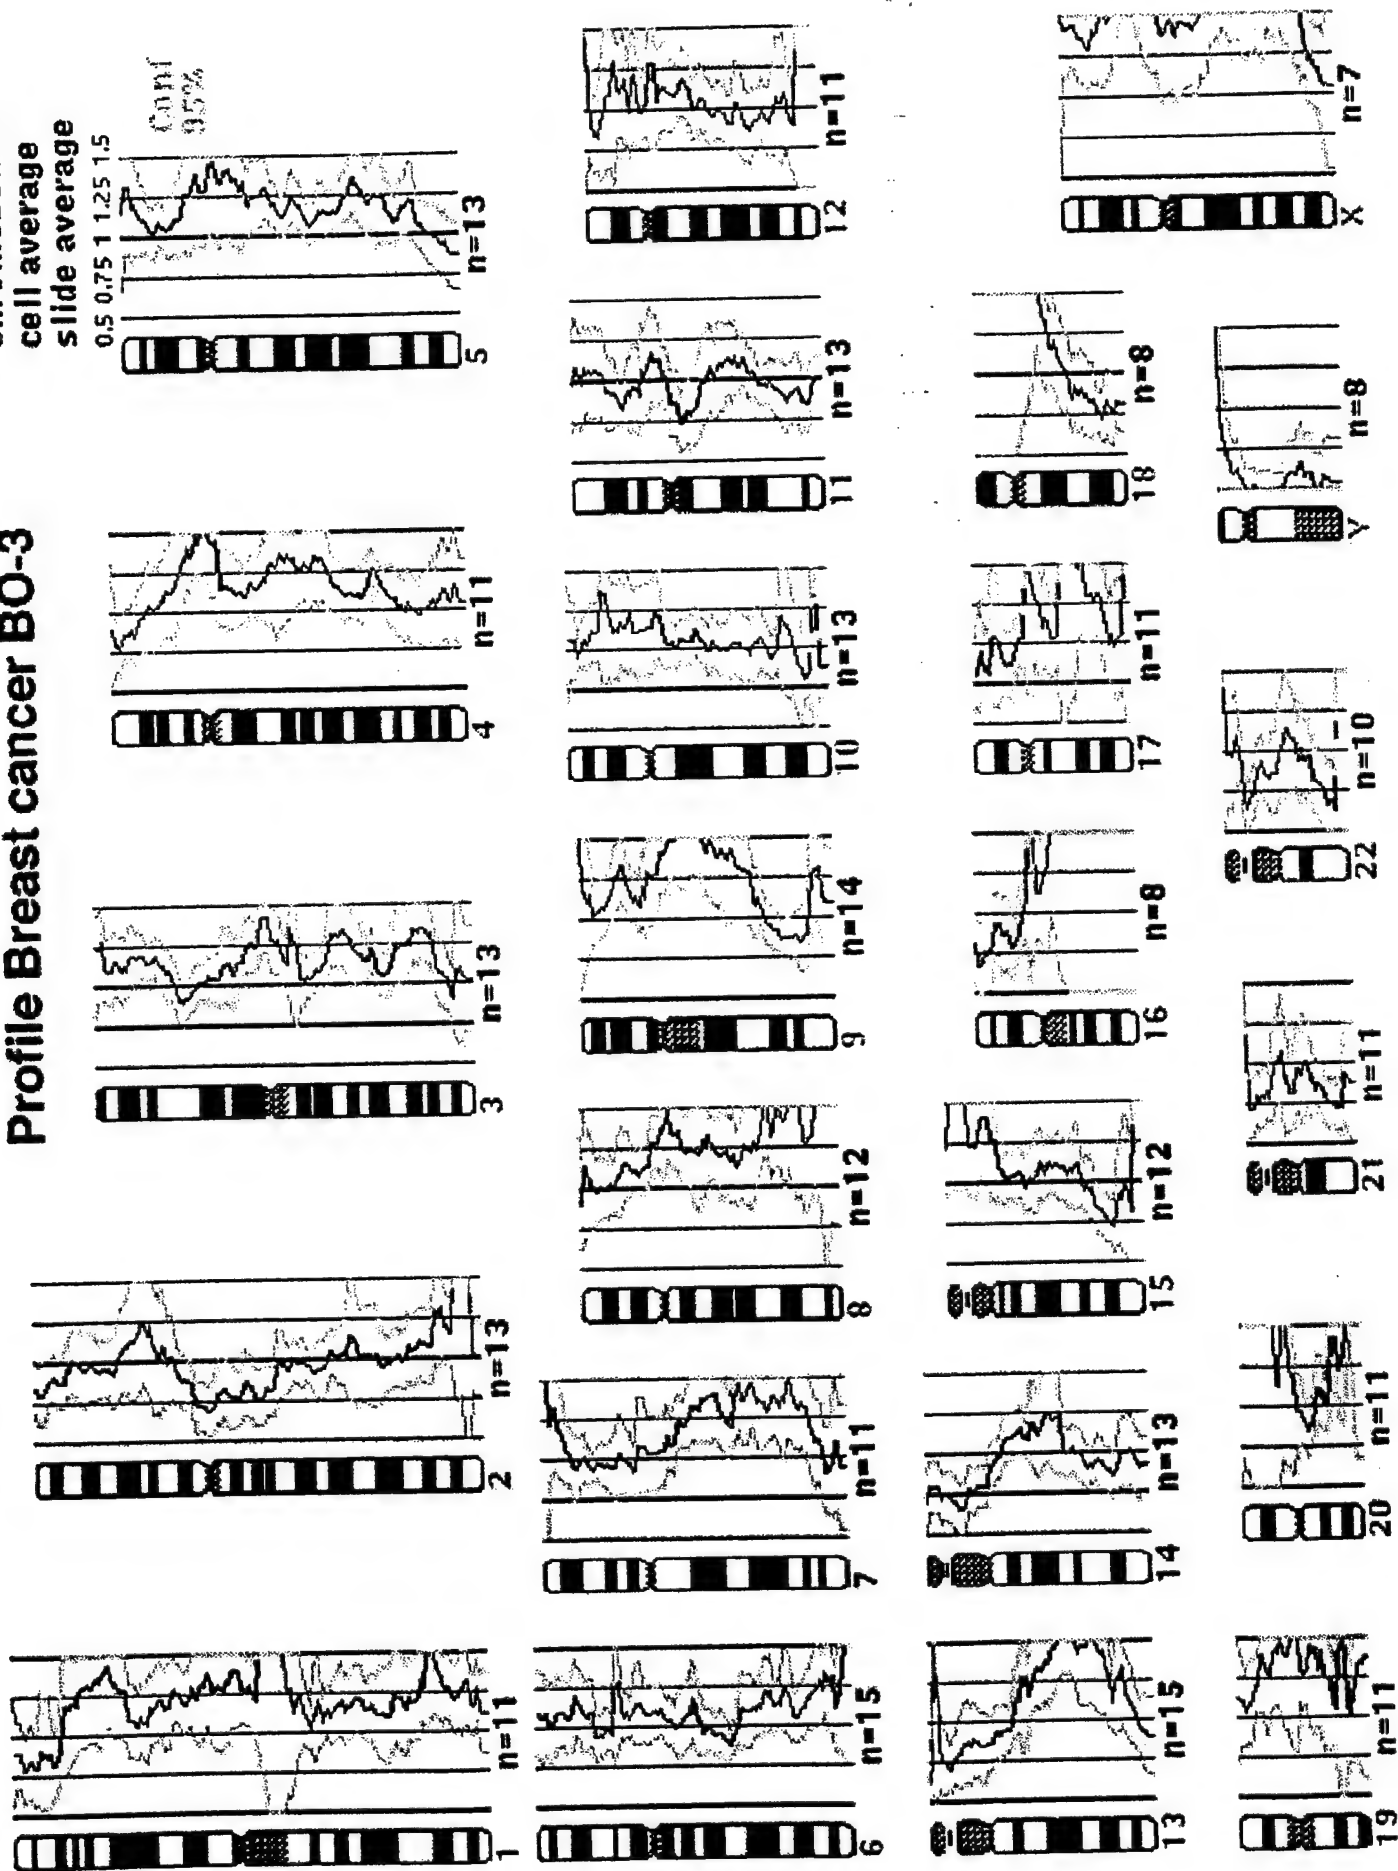 Profile Breast cancer BO-3
cell average
slide average
0.5 0.75 1 1.25 1.5
Conf
95%
1
n=11
2
n=13
3
n=13
4
n=11
5
n=13
6
n=15
7
n=11
8
n=12
9
n=14
10
n=13
11
n=13
12
n=11
13
n=15
14
n=13
15
n=12
16
n=8
17
n=11
18
n=8
19
n=11
20
n=11
21
n=11
22
n=10
Y
n=8
X
n=7